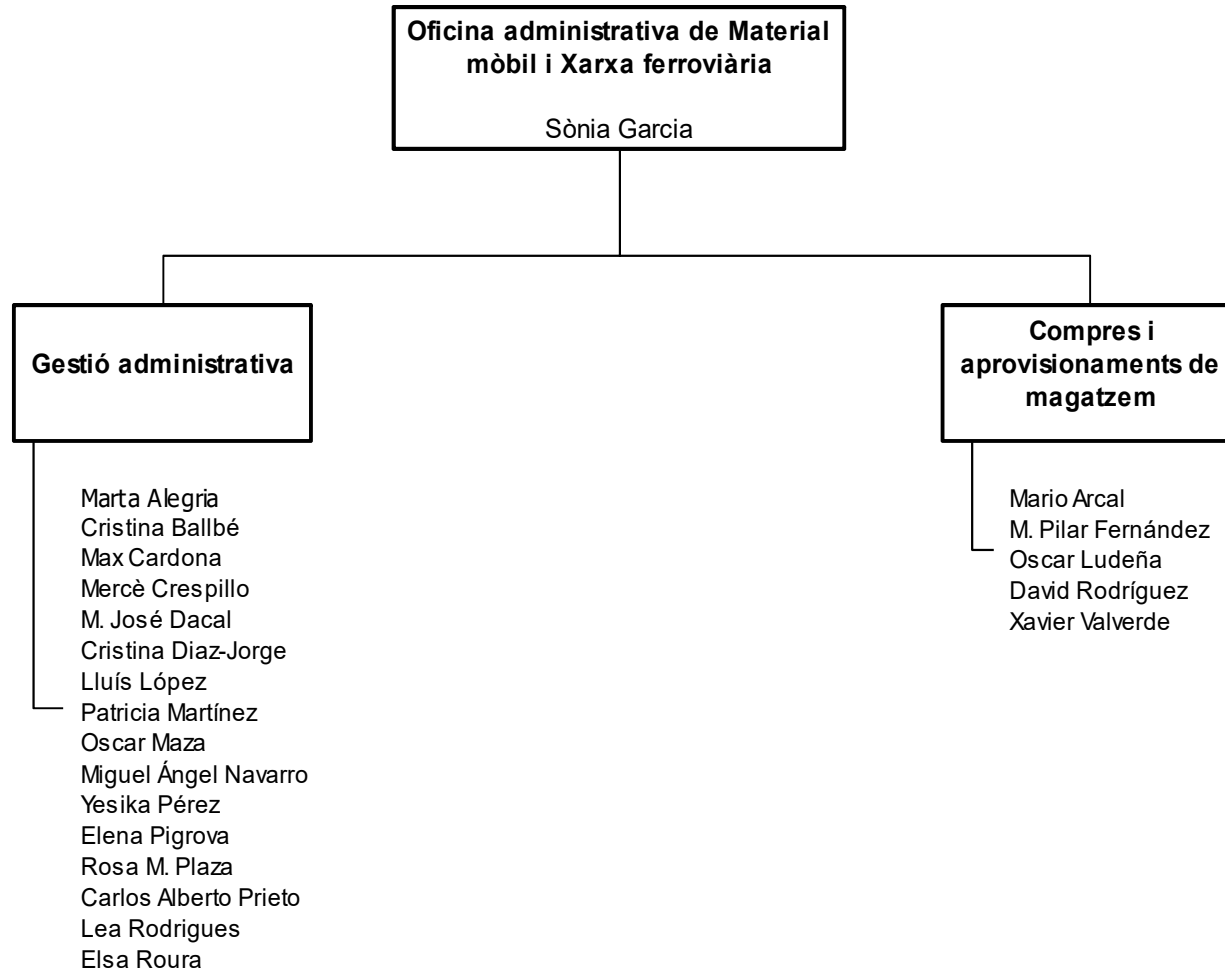 Oficina administrativa de Material
mòbil i Xarxa ferroviària
Sònia Garcia
Gestió administrativa
Marta Alegria
Cristina Ballbé
Max Cardona
Mercè Crespillo
M. José Dacal
Cristina Diaz-Jorge
Lluís López
Patricia Martínez
Oscar Maza
Miguel Ángel Navarro
Yesika Pérez
Elena Pigrova
Rosa M. Plaza
Carlos Alberto Prieto
Lea Rodrigues
Elsa Roura
Compres i
aprovisionaments de
magatzem
Mario Arcal
M. Pilar Fernández
Oscar Ludeña
David Rodríguez
Xavier Valverde